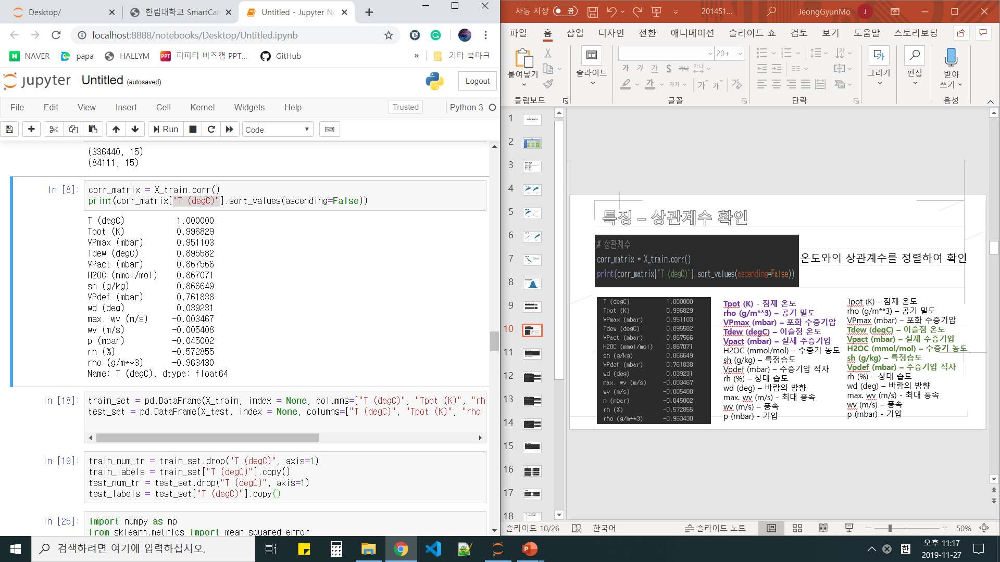 Desktop/
한림대학교 SmartCar
Untitled - Jupyter No
localhost:8888/notebooks/Desktop/Untitled.ipynb
NAVER
papa
HALLYM
PPT
피피티 비즈캠 PPT...
GitHub
»
기타 북마크
jupyter Untitled (autosaved)
Logout
File Edit View Insert Cell Kernel Widgets Help
Trusted
Python 3
Run
Code
(336440, 15)
(84111, 15)
In [8]:
corr_matrix = X_train.corr()
print(corr_matrix["T (degC)"].sort_values(ascending=False))
T (degC) 1.000000
Tpot (K) 0.996829
VPmax (mbar) 0.951103
Tdew (degC) 0.895582
VPact (mbar) 0.867566
H2OC (mmol/mol) 0.867071
sh (g/kg) 0.866649
VPdef (mbar) 0.761838
wd (deg) 0.039231
max. wv (m/s) -0.003467
wv (m/s) -0.005408
p (mbar) -0.045002
rh (%) -0.572855
rho (g/m**3) -0.963430
Name: T (degC), dtype: float64
In [18]:
train_set = pd.DataFrame(X_train, index = None, columns=["T (degC)", "Tpot (K)", "rh
test_set = pd.DataFrame(X_test, index = None, columns=["T (degC)", "Tpot (K)", "rho
In [19]:
train_num_tr = train_set.drop("T (degC)", axis=1)
train_labels = train_set["T (degC)"].copy()
test_num_tr = test_set.drop("T (degC)", axis=1)
test_labels = test_set["T (degC)"].copy()
In [25]:
import numpy as np
from sklearn.metrics import mean_squared_error
자동 저장 끔
201451...
JeongGyunMo
J
파일 홈 삽입 디자인 전환 애니메이션 슬라이드 쇼 검토 보기 도움말 스토리보딩
붙여넣기
클립보드
슬라이드
20+
가 가 가 S 가나 가나
가 가가 가 가 가
글꼴
단락
그리기
편집
받아
쓰기
음성
1
2
3
4
5
6
7
8
9
10
11
12
13
14
15
16
17
18
특징 – 상관계수 확인
# 상관계수
corr_matrix = X_train.corr()
print(corr_matrix["T (degC)"].sort_values(ascending=False))
온도와의 상관계수를 정렬하여 확인
T (degC) 1.000000
Tpot (K) 0.996829
VPmax (mbar) 0.951103
Tdew (degC) 0.895582
VPact (mbar) 0.867566
H2OC (mmol/mol) 0.867071
sh (g/kg) 0.866649
VPdef (mbar) 0.761838
wd (deg) 0.039231
max. wv (m/s) -0.003467
wv (m/s) -0.005408
p (mbar) -0.045002
rh (%) -0.572855
rho (g/m**3) -0.963430
Tpot (K) - 잠재 온도
rho (g/m**3) – 공기 밀도
VPmax (mbar) – 포화 수증기압
Tdew (degC) – 이슬점 온도
Vpact (mbar) – 실제 수증기압
H2OC (mmol/mol) – 수증기 농도
sh (g/kg) – 특정습도
Vpdef (mbar) – 수증기압 적자
rh (%) – 상대 습도
wd (deg) – 바람의 방향
max. wv (m/s) - 최대 풍속
wv (m/s) – 풍속
p (mbar) - 기압
Tpot (K) - 잠재 온도
rho (g/m**3) – 공기 밀도
VPmax (mbar) – 포화 수증기압
Tdew (degC) – 이슬점 온도
Vpact (mbar) – 실제 수증기압
H2OC (mmol/mol) – 수증기 농도
sh (g/kg) – 특정습도
Vpdef (mbar) – 수증기압 적자
rh (%) – 상대 습도
wd (deg) – 바람의 방향
max. wv (m/s) - 최대 풍속
wv (m/s) – 풍속
p (mbar) - 기압
슬라이드 10/26
한국어
슬라이드 노트
50%
검색하려면 여기에 입력하십시오.
한
오후 11:17
2019-11-27